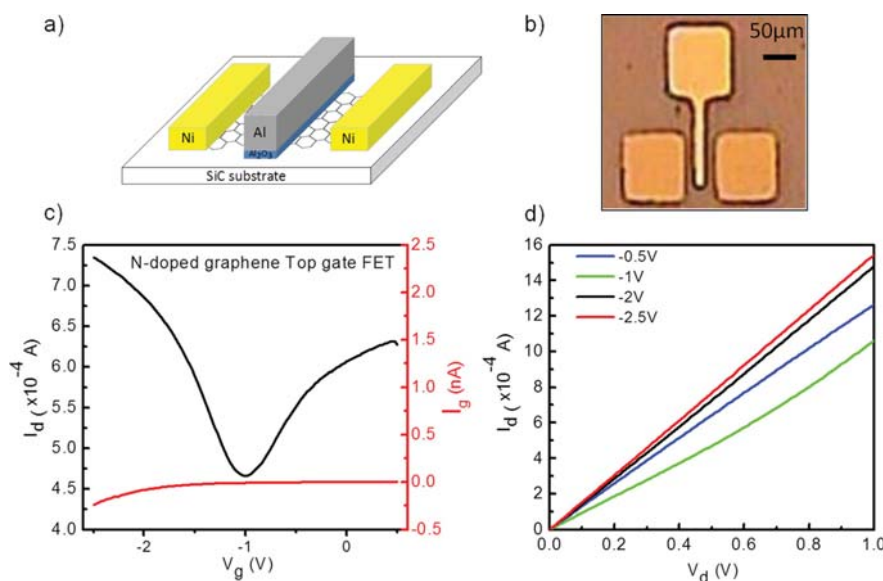 a)
Ni
Al
Al₂O₃
Ni
SiC substrate
b)
50μm
c)
N-doped graphene Top gate FET
7.5
7.0
6.5
6.0
5.5
5.0
4.5
4.0
I_d ( x10⁻⁴ A)
2.5
2.0
1.5
1.0
0.5
0.0
-0.5
I_g (nA)
-2
-1
0
V_g (V)
d)
-0.5V
-1V
-2V
-2.5V
16
14
12
10
8
6
4
2
0
I_d ( x10⁻⁴ A)
0.0
0.2
0.4
0.6
0.8
1.0
V_d (V)